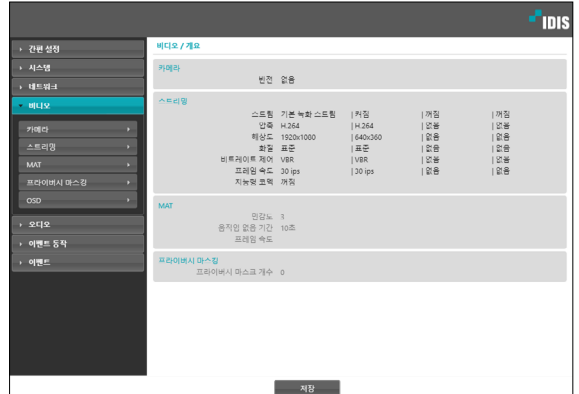 IDIS
간편 설정
시스템
네트워크
비디오
카메라
스트리밍
MAT
프라이버시 마스킹
OSD
오디오
이벤트 동작
이벤트
비디오 / 개요
카메라
반전 없음
스트리밍
스트림 기본 녹화 스트림 | 켜짐 | 꺼짐 | 꺼짐
압축 H.264 | H.264 | 없음 | 없음
해상도 1920x1080 | 640x360 | 없음 | 없음
화질 표준 | 표준 | 없음 | 없음
비트레이트 제어 VBR | VBR | 없음 | 없음
프레임 속도 30 ips | 30 ips | 없음 | 없음
지능형 코덱 꺼짐
MAT
민감도 3
움직임 없음 기간 10초
프레임 속도
프라이버시 마스킹
프라이버시 마스크 개수 0
저장